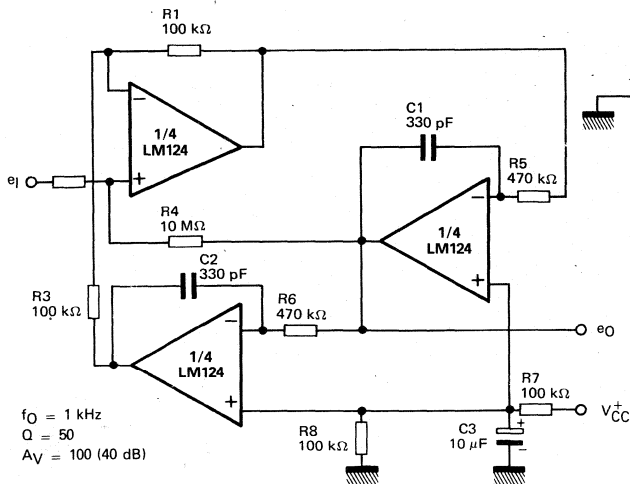 R1
100 kΩ
1/4
LM124
C1
330 pF
R5
470 kΩ
eI
R4
10 MΩ
1/4
LM124
C2
330 pF
R3
100 kΩ
R6
470 kΩ
1/4
LM124
eO
R7
100 kΩ
V+CC
R8
100 kΩ
C3
10 μF
fO = 1 kHz
Q = 50
AV = 100 (40 dB)